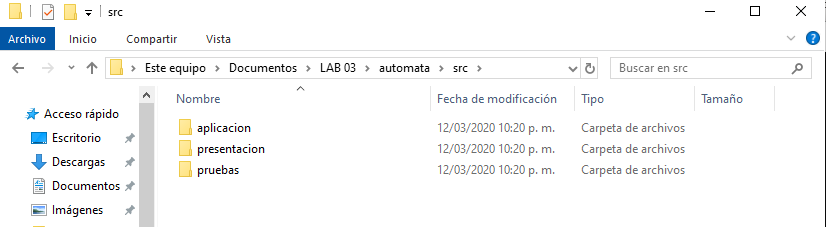 src
Archivo Inicio Compartir Vista
Este equipo > Documentos > LAB 03 > automata > src >
Buscar en src
Nombre Fecha de modificación Tipo Tamaño
Acceso rápido
Escritorio
Descargas
Documentos
Imágenes
aplicacion 12/03/2020 10:20 p. m. Carpeta de archivos
presentacion 12/03/2020 10:20 p. m. Carpeta de archivos
pruebas 12/03/2020 10:20 p. m. Carpeta de archivos